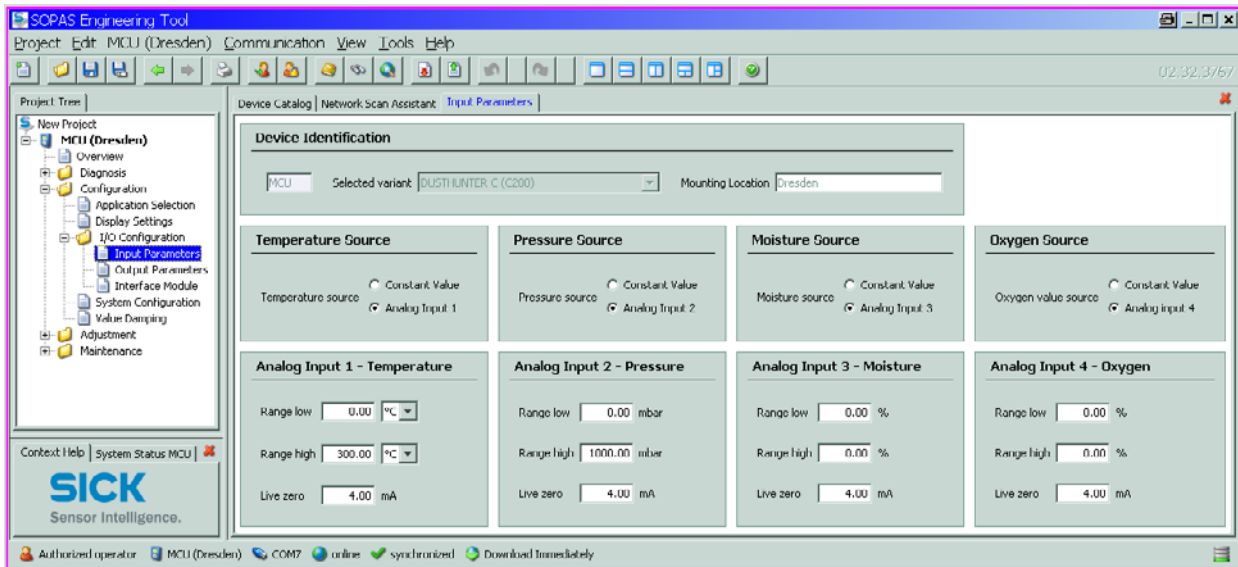 SOPAS Engineering Tool
Project Edit MCU (Dresden) Communication View Tools Help
02.32.3767
Project Tree
Device Catalog Network Scan Assistant Input Parameters
New Project
MCU (Dresden)
Overview
Diagnosis
Configuration
Application Selection
Display Settings
I/O Configuration
Input Parameters
Output Parameters
Interface Module
System Configuration
Value Damping
Adjustment
Maintenance
Context Help System Status MCU
SICK
Sensor Intelligence.
Device Identification
MCU Selected variant DUSTHUNTER C (C200) Mounting Location Dresden
Temperature Source
Temperature source
Constant Value
Analog Input 1
Pressure Source
Pressure source
Constant Value
Analog Input 2
Moisture Source
Moisture source
Constant Value
Analog Input 3
Oxygen Source
Oxygen value source
Constant Value
Analog input 4
Analog Input 1 - Temperature
Range low 0.00 °C
Range high 300.00 °C
Live zero 4.00 mA
Analog Input 2 - Pressure
Range low 0.00 mbar
Range high 1000.00 mbar
Live zero 4.00 mA
Analog Input 3 - Moisture
Range low 0.00 %
Range high 0.00 %
Live zero 4.00 mA
Analog Input 4 - Oxygen
Range low 0.00 %
Range high 0.00 %
Live zero 4.00 mA
Authorized operator MCU (Dresden) COM7 online synchronized Download Immediately